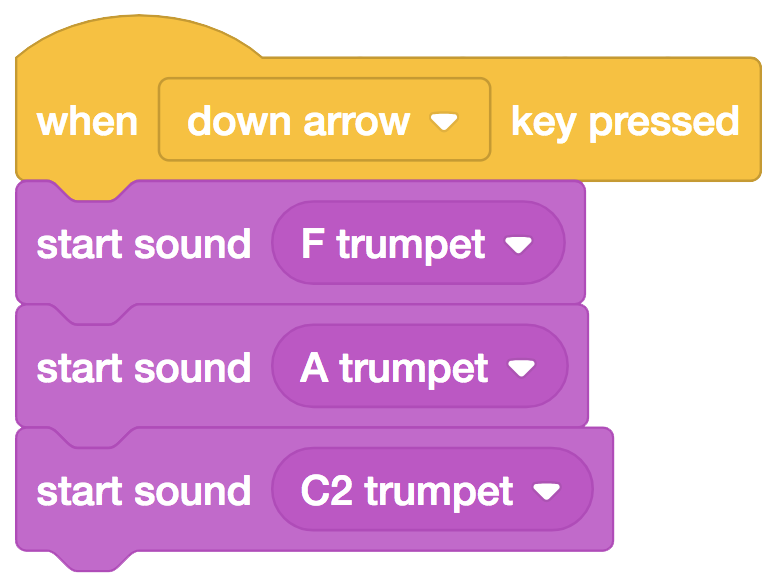 when down arrow key pressed
start sound F trumpet
start sound A trumpet
start sound C2 trumpet